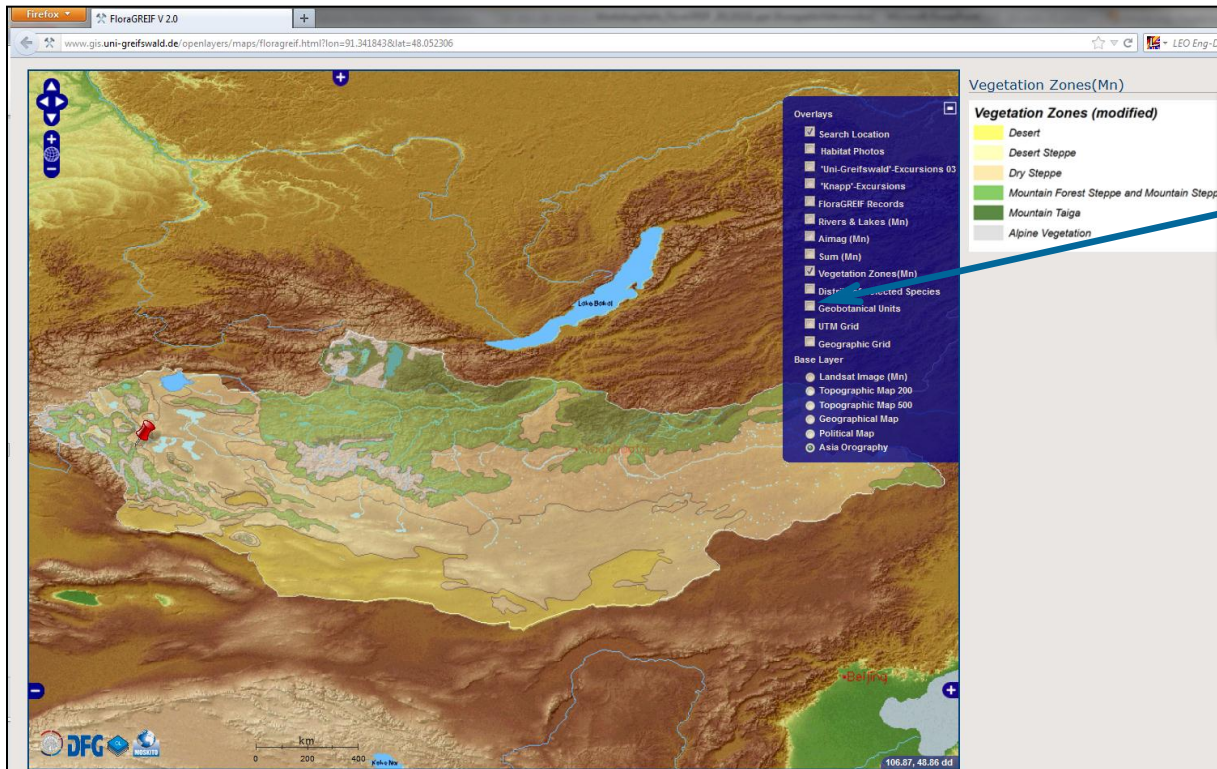 Firefox
FloraGREIF V 2.0
www.gis.uni-greifswald.de/openlayers/maps/floragreif.html?lon=91.341843&lat=48.052306
LEO Eng-D
Overlays
Search Location
Habitat Photos
"Uni-Greifswald"-Excursions 03
"Knapp"-Excursions
FloraGREIF Records
Rivers & Lakes (Mn)
Aimag (Mn)
Sum (Mn)
Vegetation Zones(Mn)
Selected Species
Geobotanical Units
UTM Grid
Geographic Grid
Base Layer
Landsat Image (Mn)
Topographic Map 200
Topographic Map 500
Geographical Map
Political Map
Asia Orography
Vegetation Zones(Mn)
Vegetation Zones (modified)
Desert
Desert Steppe
Dry Steppe
Mountain Forest Steppe and Mountain Stepp
Mountain Taiga
Alpine Vegetation
Beijing
DFG
MOSKITO
km
0 200 400
106.87, 48.86 dd